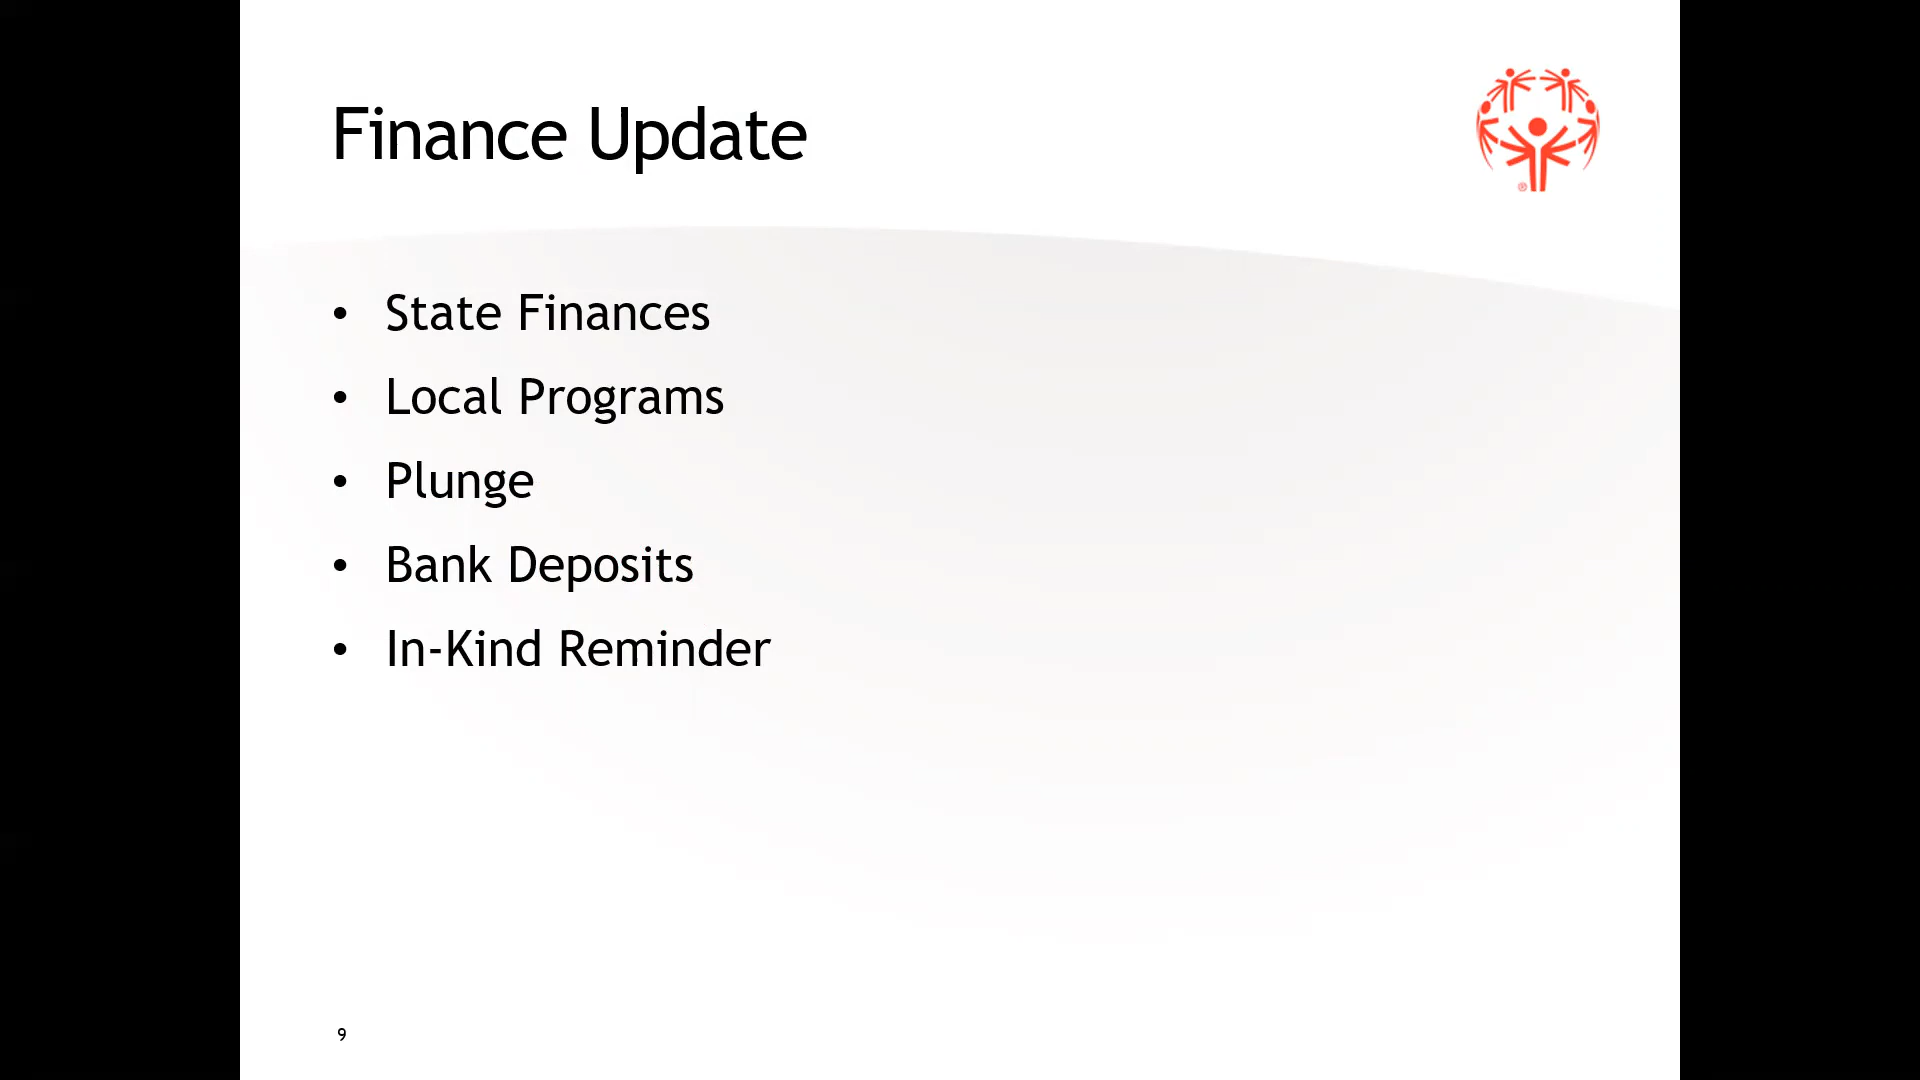 Finance Update
• State Finances
• Local Programs
• Plunge
• Bank Deposits
• In-Kind Reminder
®
9